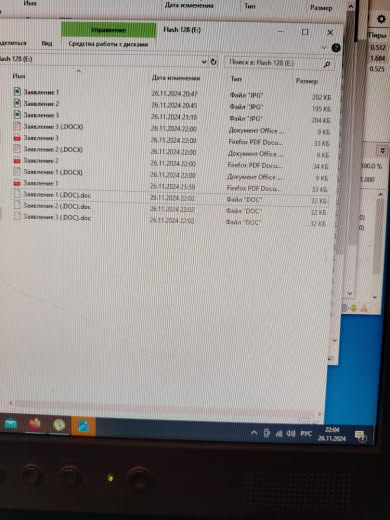 Имя
Дата изменения
Тип
Размер
Управление
Flash 128 (E:)
Вид
Средства работы с дисками
Пиры
0.512
1.684
0.525
Flash 128 (E:)
Поиск в: Flash 128 (E:)
Имя Дата изменения Тип Размер
Заявление 1 26.11.2024 20:47 Файл "JPG" 202 КБ
Заявление 2 26.11.2024 20:45 Файл "JPG" 195 КБ
Заявление 3 26.11.2024 21:10 Файл "JPG" 204 КБ
Заявление 3 (.DOCX) 26.11.2024 22:00 Документ Office ... 9 КБ
Заявление 3 26.11.2024 22:00 Firefox PDF Docu... 33 КБ
Заявление 2 (.DOCX) 26.11.2024 22:00 Документ Office ... 9 КБ
Заявление 2 26.11.2024 22:00 Firefox PDF Docu... 34 КБ
Заявление 1 (.DOCX) 26.11.2024 22:00 Документ Office ... 9 КБ
Заявление 1 26.11.2024 21:59 Firefox PDF Docu... 33 КБ
Заявление 1 (.DOC).doc 26.11.2024 22:02 Файл "DOC" 32 КБ
Заявление 2 (.DOC).doc 26.11.2024 22:02 Файл "DOC" 32 КБ
Заявление 3 (.DOC).doc 26.11.2024 22:02 Файл "DOC" 32 КБ
100.0 %
РУС
22:04
26.11.2024